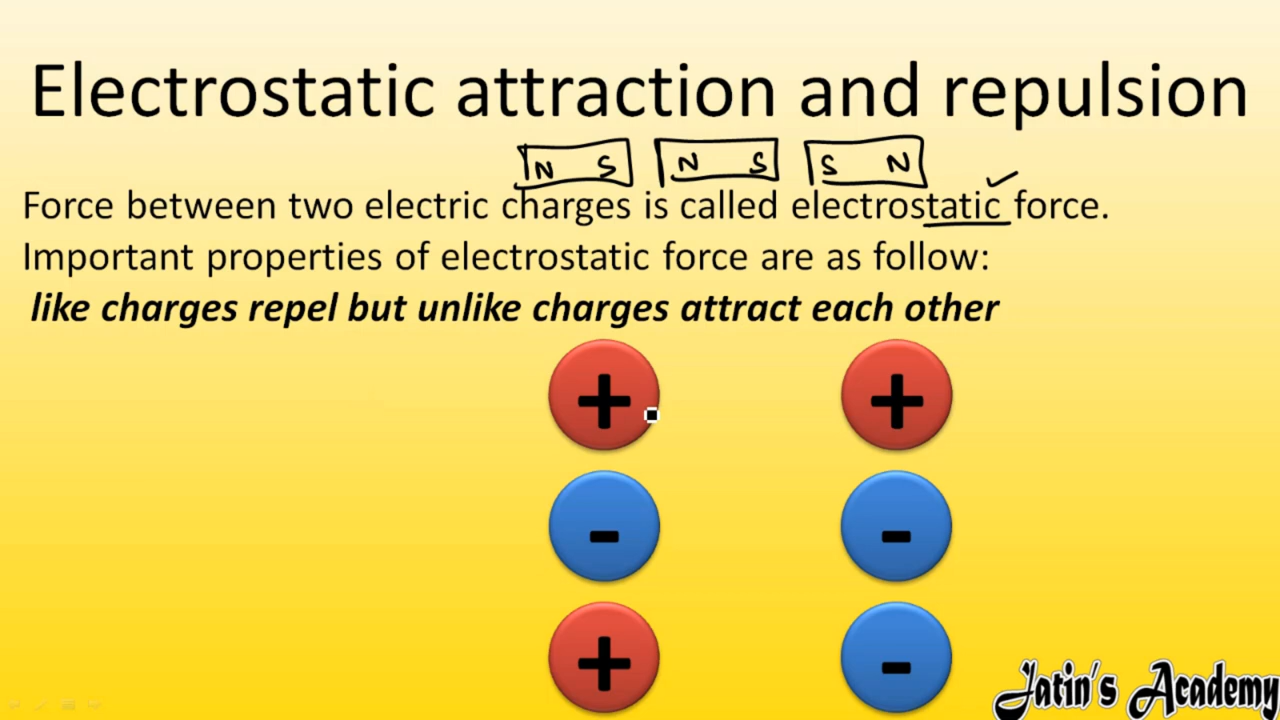 Electrostatic attraction and repulsion
N S N S S N
Force between two electric charges is called electrostatic force.
Important properties of electrostatic force are as follow:
like charges repel but unlike charges attract each other
+ +
- -
+ -
Jatin's Academy